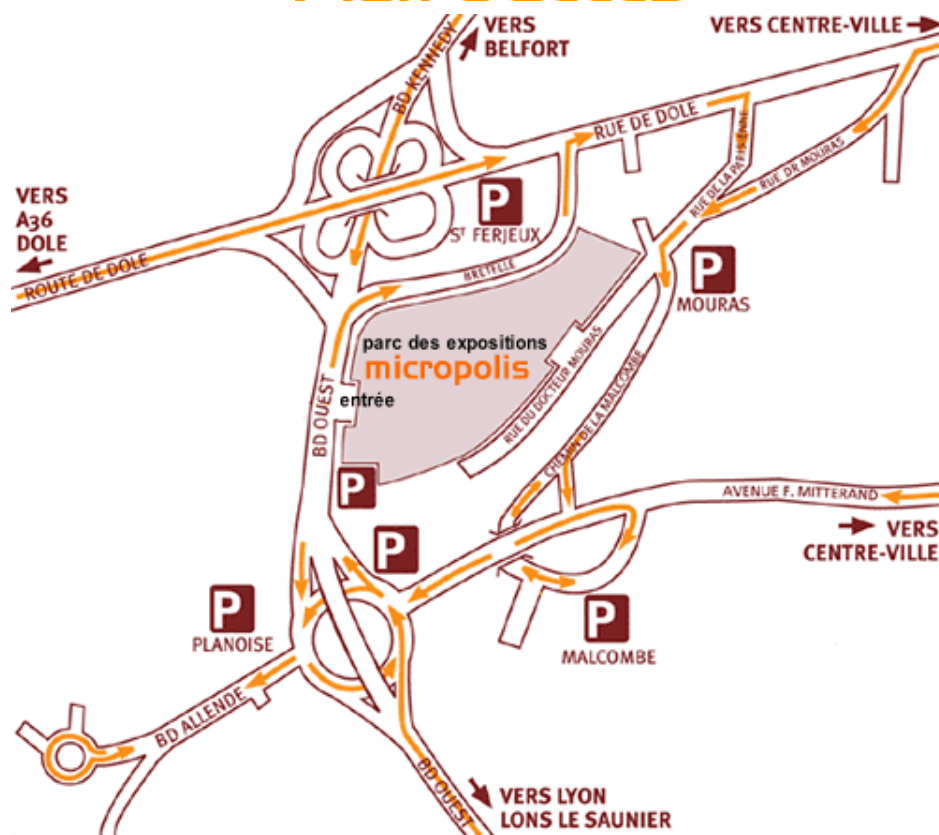 VERS
BELFORT
VERS CENTRE-VILLE
BD KENNEDY
RUE DE DOLE
RUE DE LA PARISIENNE
RUE DR MOURAS
VERS
A36
DOLE
ROUTE DE DOLE
P
ST FERJEUX
BRETELLE
P
MOURAS
parc des expositions
micropolis
entrée
BD OUEST
RUE DU DOCTEUR MOURAS
CHEMIN DE LA MALCOMBE
P
AVENUE F. MITTERAND
VERS
CENTRE-VILLE
P
P
PLANOISE
P
MALCOMBE
BD ALLENDE
BD OUEST
VERS LYON
LONS LE SAUNIER